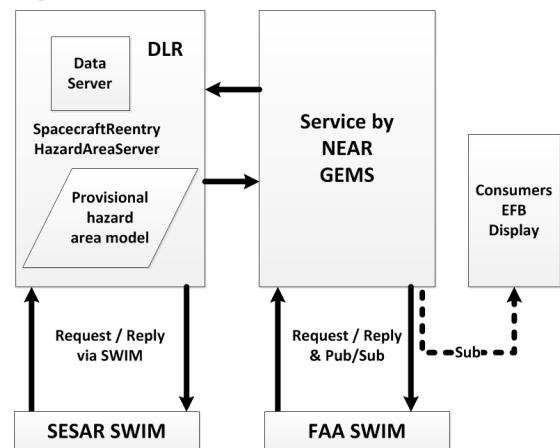 DLR
Data
Server
SpacecraftReentry
HazardAreaServer
Provisional
hazard
area model
Service by
NEAR
GEMS
Consumers
EFB
Display
Request / Reply
via SWIM
Request / Reply
& Pub/Sub
Sub
SESAR SWIM
FAA SWIM